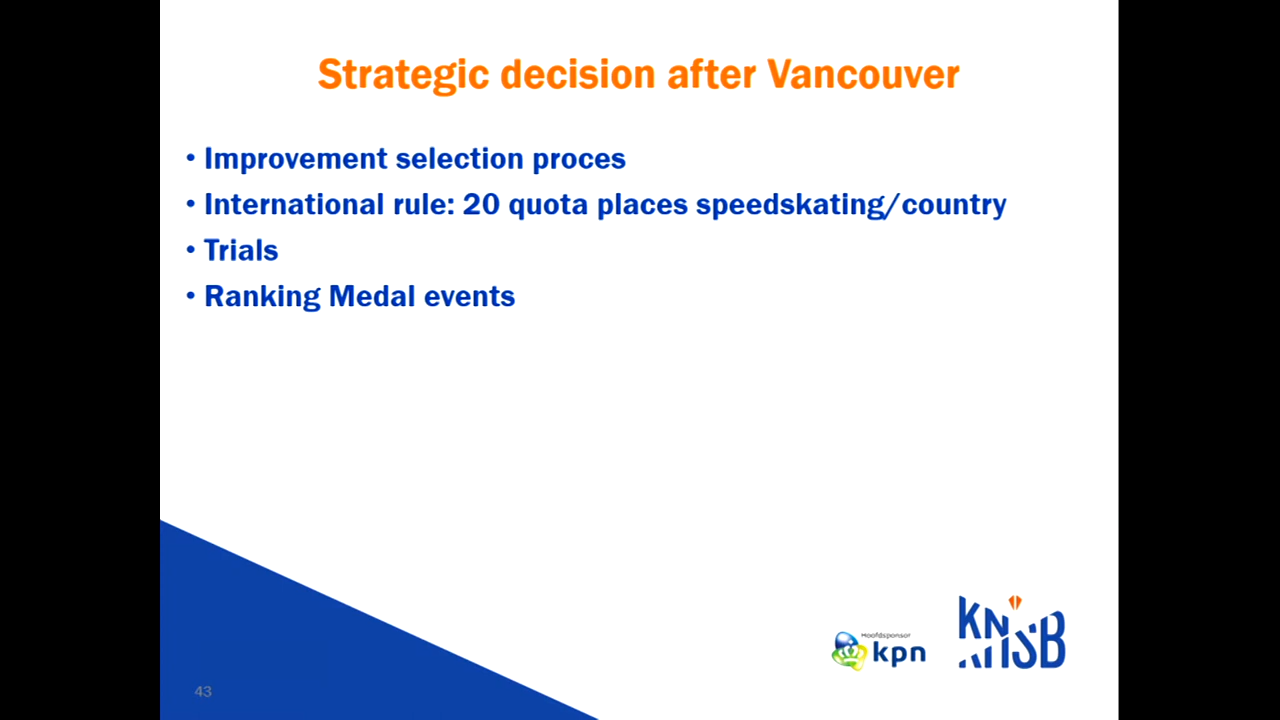 Strategic decision after Vancouver
• Improvement selection proces
• International rule: 20 quota places speedskating/country
• Trials
• Ranking Medal events
Hoofdsponsor
kpn
KNSB
43